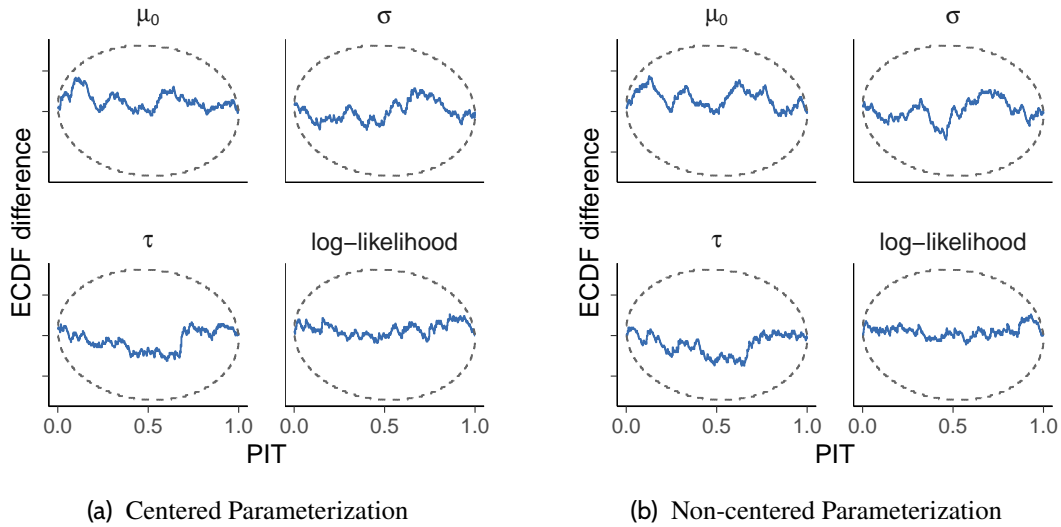 μ₀ σ μ₀ σ
ECDF difference ECDF difference
τ log−likelihood τ log−likelihood
0.0 0.5 1.0 0.0 0.5 1.0 0.0 0.5 1.0 0.0 0.5 1.0
PIT PIT
(a) Centered Parameterization (b) Non-centered Parameterization